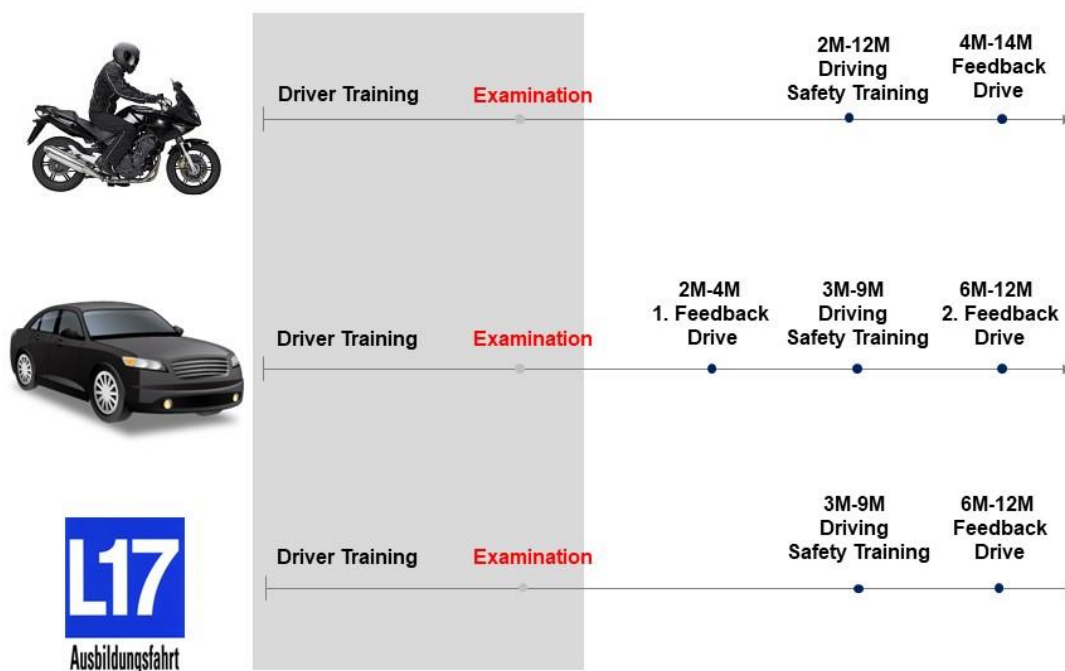 2M-12M
Driving
Safety Training
4M-14M
Feedback
Drive
Driver Training
Examination
2M-4M
1. Feedback
Drive
3M-9M
Driving
Safety Training
6M-12M
2. Feedback
Drive
Driver Training
Examination
3M-9M
Driving
Safety Training
6M-12M
Feedback
Drive
Driver Training
Examination
L17
Ausbildungsfahrt